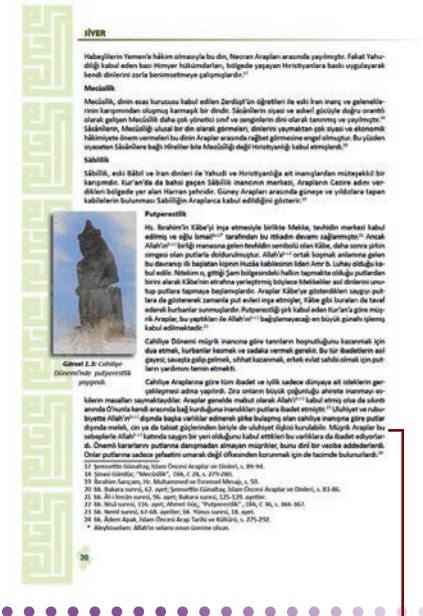 SİYER
Habeşlilerin Yemen'e hâkim olmasıyla bu din, Necran Arapları arasında yayılmıştır. Fakat Yahu-
diliği kabul eden bazı Himyer hükümdarları, bölgede yaşayan Hristiyanlara baskı uygulayarak
kendi dinlerini zorla benimsetmeye çalışmışlardır.17
Mecûsilik
Mecûsîlik, dinin esas kurucusu kabul edilen Zerdüşt'ün öğretileri ile eski İran inanç ve gelenekle-
rinin karışımından oluşmuş karmaşık bir dindir. Sâsânîlerin siyasi ve askerî gücüyle doğru orantılı
olarak gelişen Mecûsîlik daha çok yönetici sınıf ve zenginlerin dini olarak tanınmış ve yayılmıştır.18
Sâsânîlerin, Mecûsîliği ulusal bir din olarak görmeleri, dinlerini yaymaktan çok siyasi ve ekonomik
hâkimiyete önem vermeleri bu dinin Araplar arasında rağbet görmesine engel olmuştur. Bu yüzden
siyaseten Sâsânîlere bağlı Hîreliler bile Mecûsîliği değil Hristiyanlığı kabul etmişlerdi.
Sâbiîlik
Sâbiîlik, eski Bâbil ve İran dinleri ile Yahudi ve Hristiyanlığa ait inanışlardan müteşekkil bir
karışımdır. Kur'an'da da bahsi geçen Sâbiîlik inancının merkezi, Arapların Cezire adını ver-
dikleri bölgede yer alan Harran şehridir. Güney Arapları arasında güneşe ve yıldızlara tapan
kabilelerin bulunması Sabiîliğin Araplarca kabul edildiğini gösterir.
Putperestlik
Hz. İbrahim'in Kâbe'yi inşa etmesiyle birlikte Mekke, tevhidin merkezi kabul
edilmiş ve oğlu İsmail tarafından bu itikadın devamı sağlanmıştır.21 Ancak
Allah'ın birliği manasına gelen tevhidin sembolü olan Kâbe, daha sonra şirkin
simgesi olan putlarla doldurulmuştur. Allah'a ortak koşmak anlamına gelen
bu davranışı ilk başlatan kişinin Huzâa kabilesinin lideri Amr b. Luhay olduğu ka-
bul edilir. Nitekim o, gittiği Şam bölgesindeki halkın tapmakta olduğu putlardan
birini alarak Kâbe'nin etrafına yerleştirmiş böylece Mekkeliler asıl dinlerini unu-
tup putlara tapmaya başlamışlardır. Araplar Kâbe'ye gösterdikleri saygıyı put-
lara da göstererek zamanla put evleri inşa etmişler, Kâbe gibi buraları da tavaf
ederek kurbanlar sunmuşlardır. Putperestliği şirk kabul eden Kur'an'a göre müş-
rik Araplar, bu yaptıkları ile Allah'ın bağışlamayacağı en büyük günahı işlemiş
kabul edilmektedir.22
Görsel 1.3: Cahiliye
Dönemi'nde putperestlik
yaygındı.
Cahiliye Dönemi müşrik inancına göre tanrıların hoşnutluğunu kazanmak için
dua etmek, kurbanlar kesmek ve sadaka vermek gerekir. Bu tür ibadetlerin asıl
gayesi; savaşta galip gelmek, sıhhat kazanmak, erkek evlat sahibi olmak için put-
ların yardımını temin etmekti.
Cahiliye Araplarına göre tüm ibadet ve iyilik sadece dünyaya ait isteklerin ger-
çekleşmesi adına yapılırdı. Zira onların büyük çoğunluğu ahirete inanmayı es-
kilerin masalları saymaktaydılar. Araplar genelde mabut olarak Allah'ı kabul etmiş olsa da sıkıntı
anında O'nunla kendi arasında bağ kurduğuna inandıkları putlara ibadet etmiştir.23 Uluhiyet ve rubu-
biyette Allah'ın dışında başka varlıklar edinerek şirke bulaşmış olan cahiliye inanışına göre putlar
dışında melek, cin ya da tabiat güçlerinden biriyle de uluhiyet ilişkisi kurulabilir. Müşrik Araplar bu
sebeplerle Allah katında saygın bir yeri olduğunu kabul ettikleri bu varlıklara da ibadet ediyorlar-
dı. Önemli kararlarını putlarına danışmadan almayan müşrikler, bunu dinî bir vecibe addederlerdi.
Onlar putlarına sadece şefaatini umarak değil öfkesinden korunmak için de tazimde bulunurlardı.24
17 Şemsettin Günaltay, İslam Öncesi Araplar ve Dinleri, s. 89-94.
18 Şinasi Gündüz, "Mecûsîlik", DİA, C 28, s. 279-280.
19 İbrahim Sarıçam, Hz. Muhammed ve Evrensel Mesajı, s. 50.
20 bk. Bakara suresi, 62. ayet; Şemsettin Günaltay, İslam Öncesi Araplar ve Dinleri, s. 83-86.
21 bk. Âl-i İmrân suresi, 96. ayet; Bakara suresi, 125-129. ayetler.
22 bk. Nisâ suresi, 116. ayet; Ahmet Güç, "Putperestlik", DİA, C 36, s. 366-367.
23 bk. Neml suresi, 67-68. ayetler; bk. Yûnus suresi, 18. ayet.
24 bk. Âdem Apak, İslam Öncesi Arap Tarihi ve Kültürü, s. 275-292.
* Aleyhisselam: Allah'ın selamı onun üzerine olsun.
20